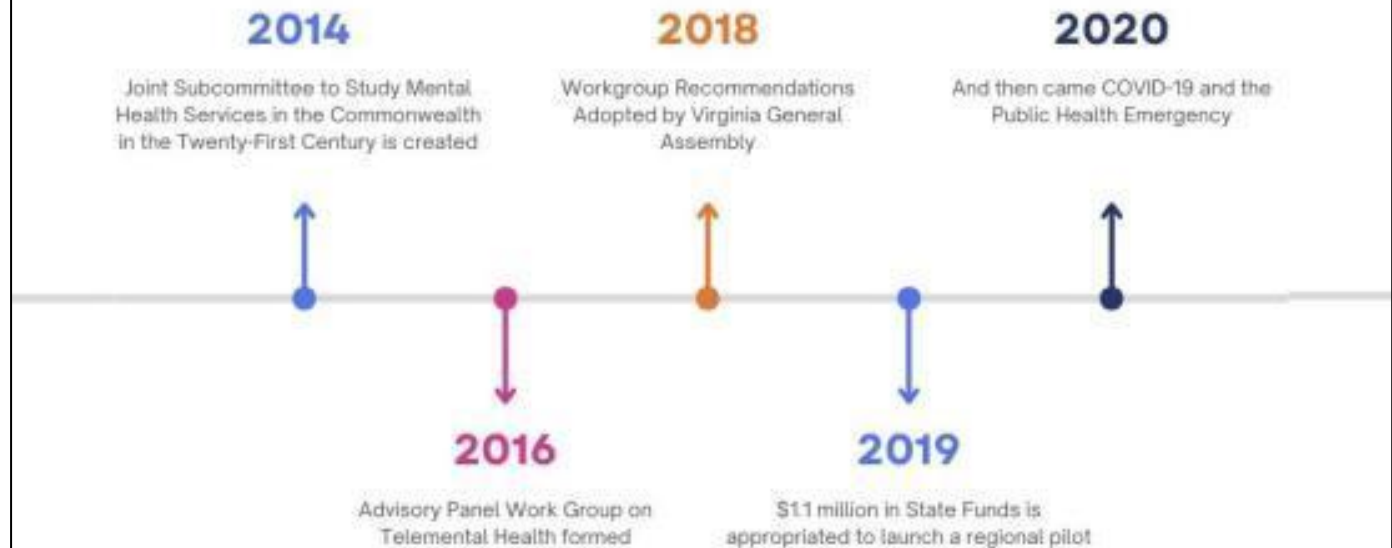 2014
Joint Subcommittee to Study Mental
Health Services in the Commonwealth
in the Twenty-First Century is created
2018
Workgroup Recommendations
Adopted by Virginia General
Assembly
2020
And then came COVID-19 and the
Public Health Emergency
2016
Advisory Panel Work Group on
Telemental Health formed
2019
$1.1 million in State Funds is
appropriated to launch a regional pilot